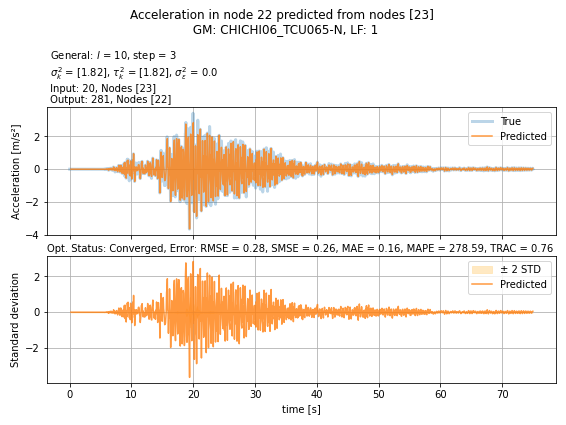 Acceleration in node 22 predicted from nodes [23]
GM: CHICHI06_TCU065-N, LF: 1
General: l = 10, step = 3
σ²ₖ = [1.82], τ²ₖ = [1.82], σ²ε = 0.0
Input: 20, Nodes [23]
Output: 281, Nodes [22]
Acceleration [m/s²]
2
0
−2
−4
True
Predicted
Opt. Status: Converged, Error: RMSE = 0.28, SMSE = 0.26, MAE = 0.16, MAPE = 278.59, TRAC = 0.76
Standard deviation
2
0
−2
± 2 STD
Predicted
0 10 20 30 40 50 60 70
time [s]